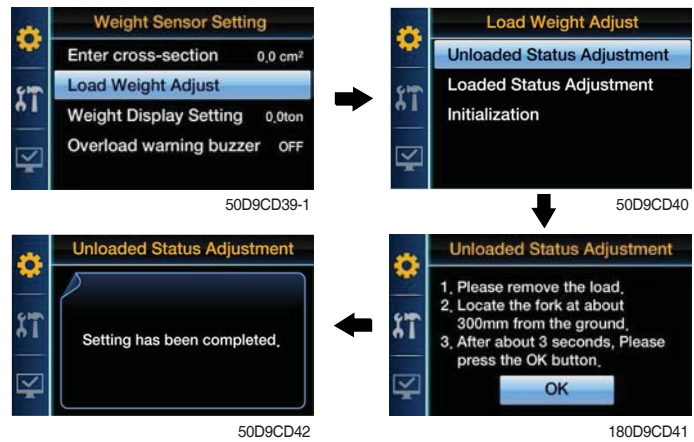 Weight Sensor Setting
Enter cross-section 0.0 cm²
Load Weight Adjust
Weight Display Setting 0.0ton
Overload warning buzzer OFF
50D9CD39-1
Load Weight Adjust
Unloaded Status Adjustment
Loaded Status Adjustment
Initialization
50D9CD40
Unloaded Status Adjustment
1. Please remove the load.
2. Locate the fork at about
300mm from the ground.
3. After about 3 seconds, Please
press the OK button.
OK
180D9CD41
Unloaded Status Adjustment
Setting has been completed.
50D9CD42